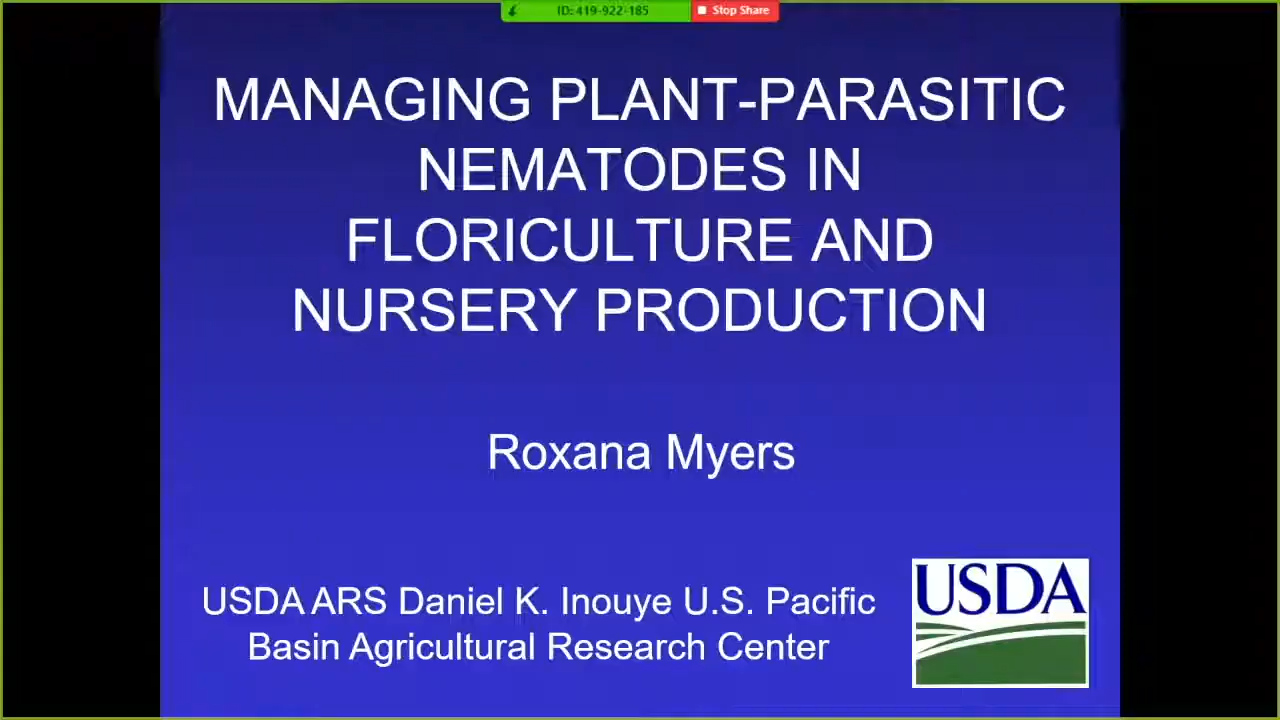 ID: 419-922-185
Stop Share
MANAGING PLANT-PARASITIC
NEMATODES IN
FLORICULTURE AND
NURSERY PRODUCTION
Roxana Myers
USDA ARS Daniel K. Inouye U.S. Pacific
Basin Agricultural Research Center
USDA